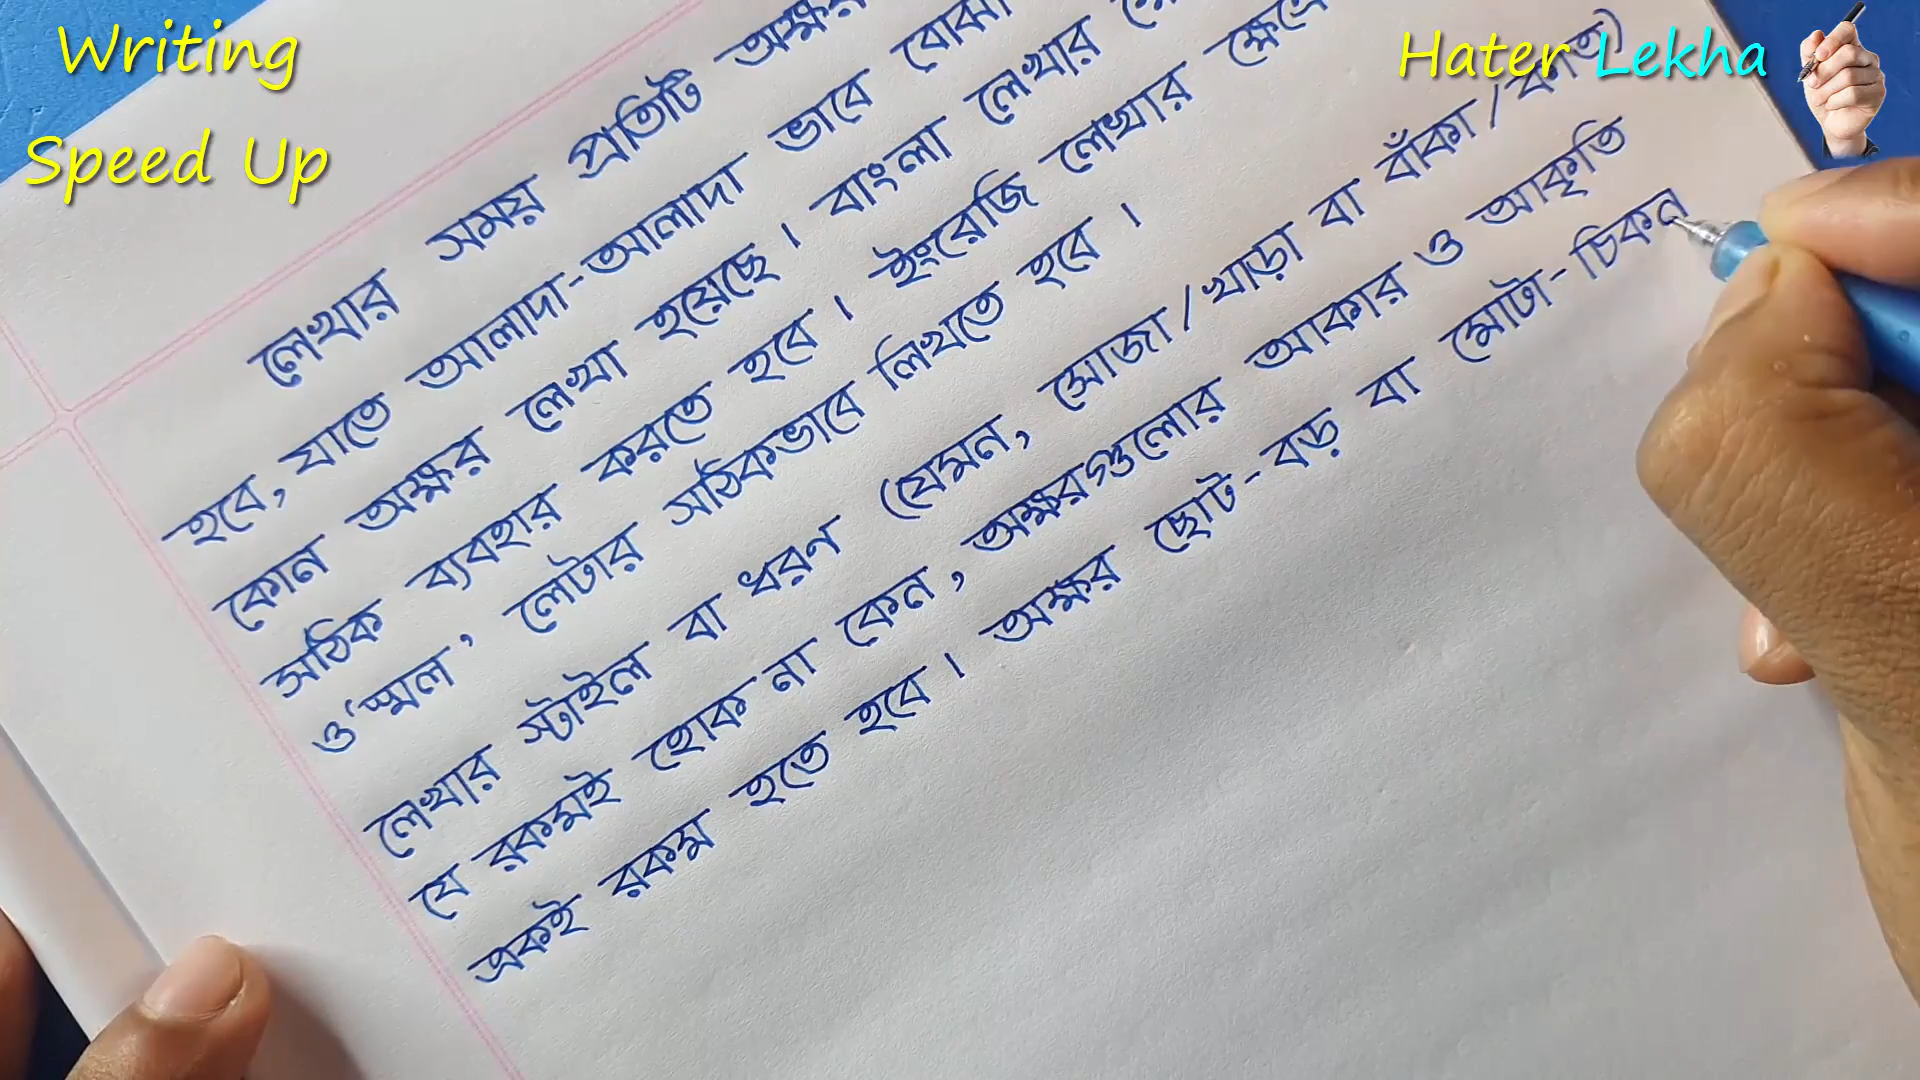 Writing
Speed Up
Hater Lekha
লেখার সময় প্রতিটি অক্ষর
হবে, যাতে আলাদা-আলাদা ভাবে বোঝা
কোন অক্ষর লেখা হয়েছে। বাংলা লেখার
সঠিক ব্যবহার করতে হবে। ইংরেজি লেখার ক্ষেত্রে
ও 'স্মল' লেটার সঠিকভাবে লিখতে হবে।
লেখার স্টাইল বা ধরণ (যেমন, সোজা/খাড়া বা বাঁকা/কাত)
যে রকমই হোক না কেন, অক্ষরগুলোর আকার ও আকৃতি
একই রকম হতে হবে। অক্ষর ছোট-বড় বা মোটা-চিকন